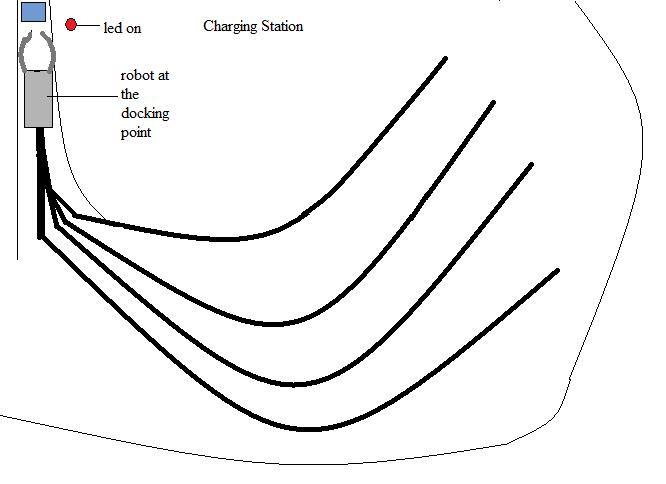 led on
Charging Station
robot at
the
docking
point